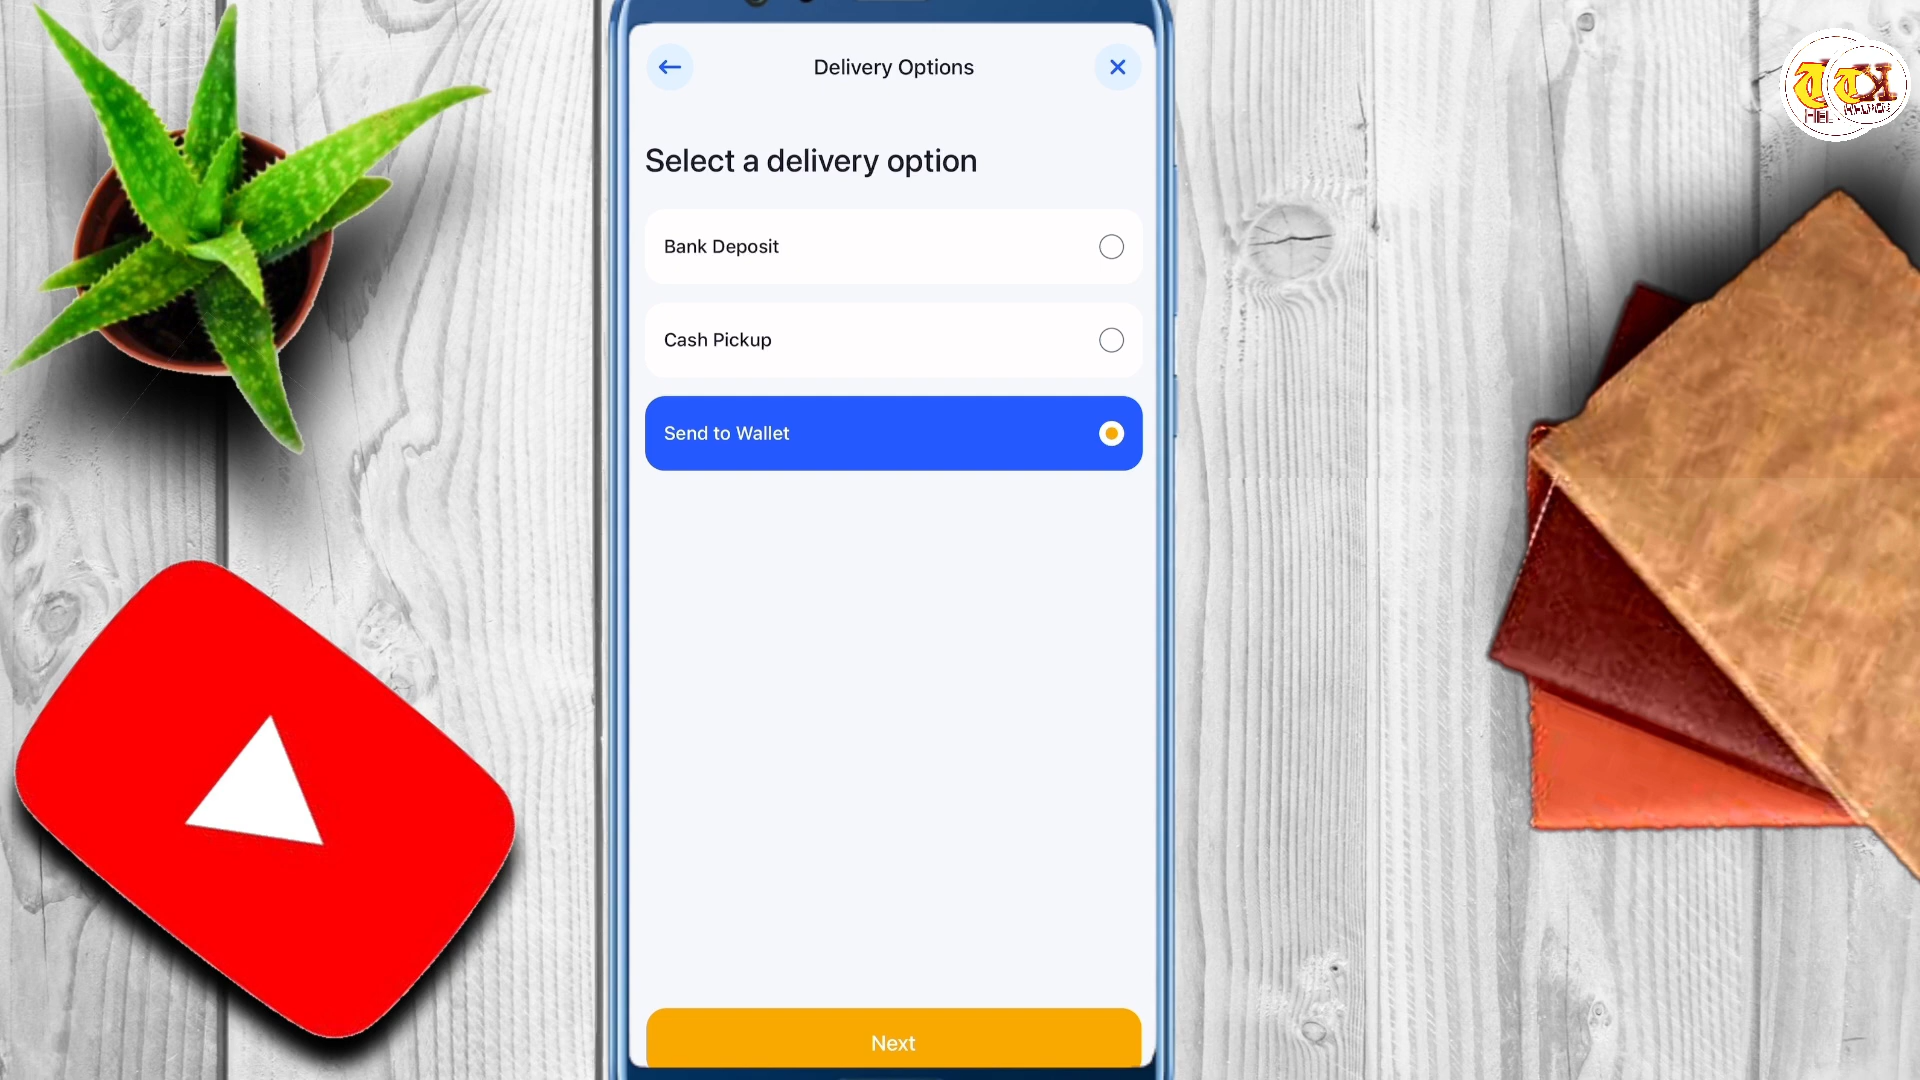 Delivery Options
Select a delivery option
Bank Deposit
Cash Pickup
Send to Wallet
Next